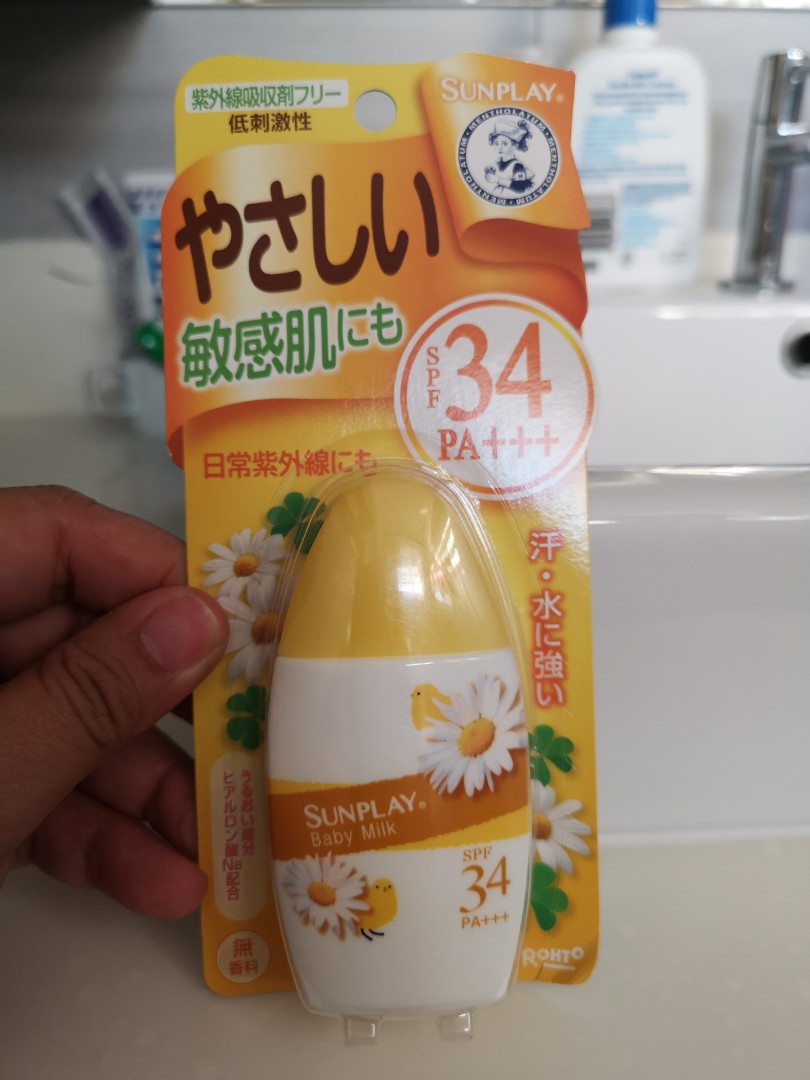 紫外線吸収剤フリー
低刺激性
SUNPLAY®
MENTHOLATUM · MENTHOLATUM · MENTHOLATUM
やさしい
敏感肌にも
SPF 34
PA+++
日常紫外線にも
汗・水に強い
SUNPLAY®
Baby Milk
SPF
34
PA+++
うるおい成分
ヒアルロン酸Na配合
無
香料
ROHTO